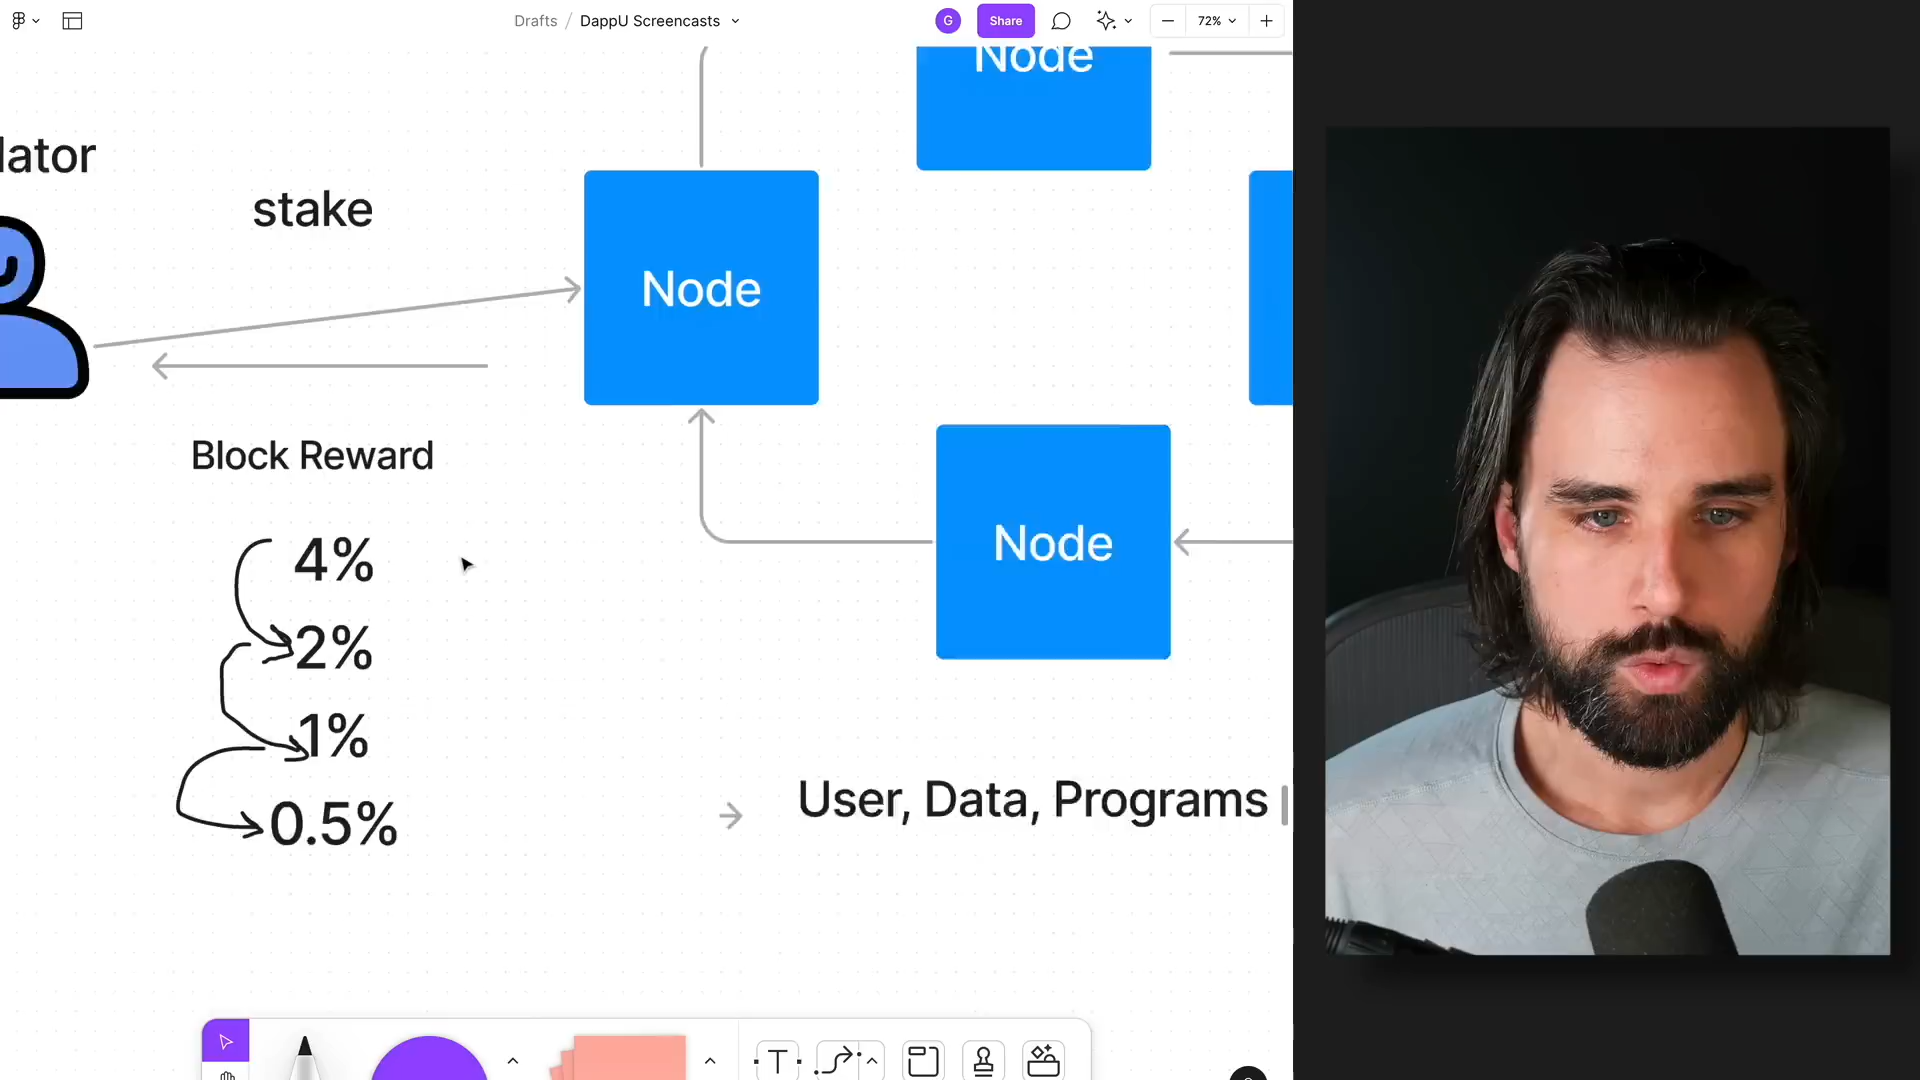 Drafts / DappU Screencasts
G
Share
72%
Node
lator
stake
Node
Block Reward
4%
2%
1%
0.5%
Node
User, Data, Programs
T